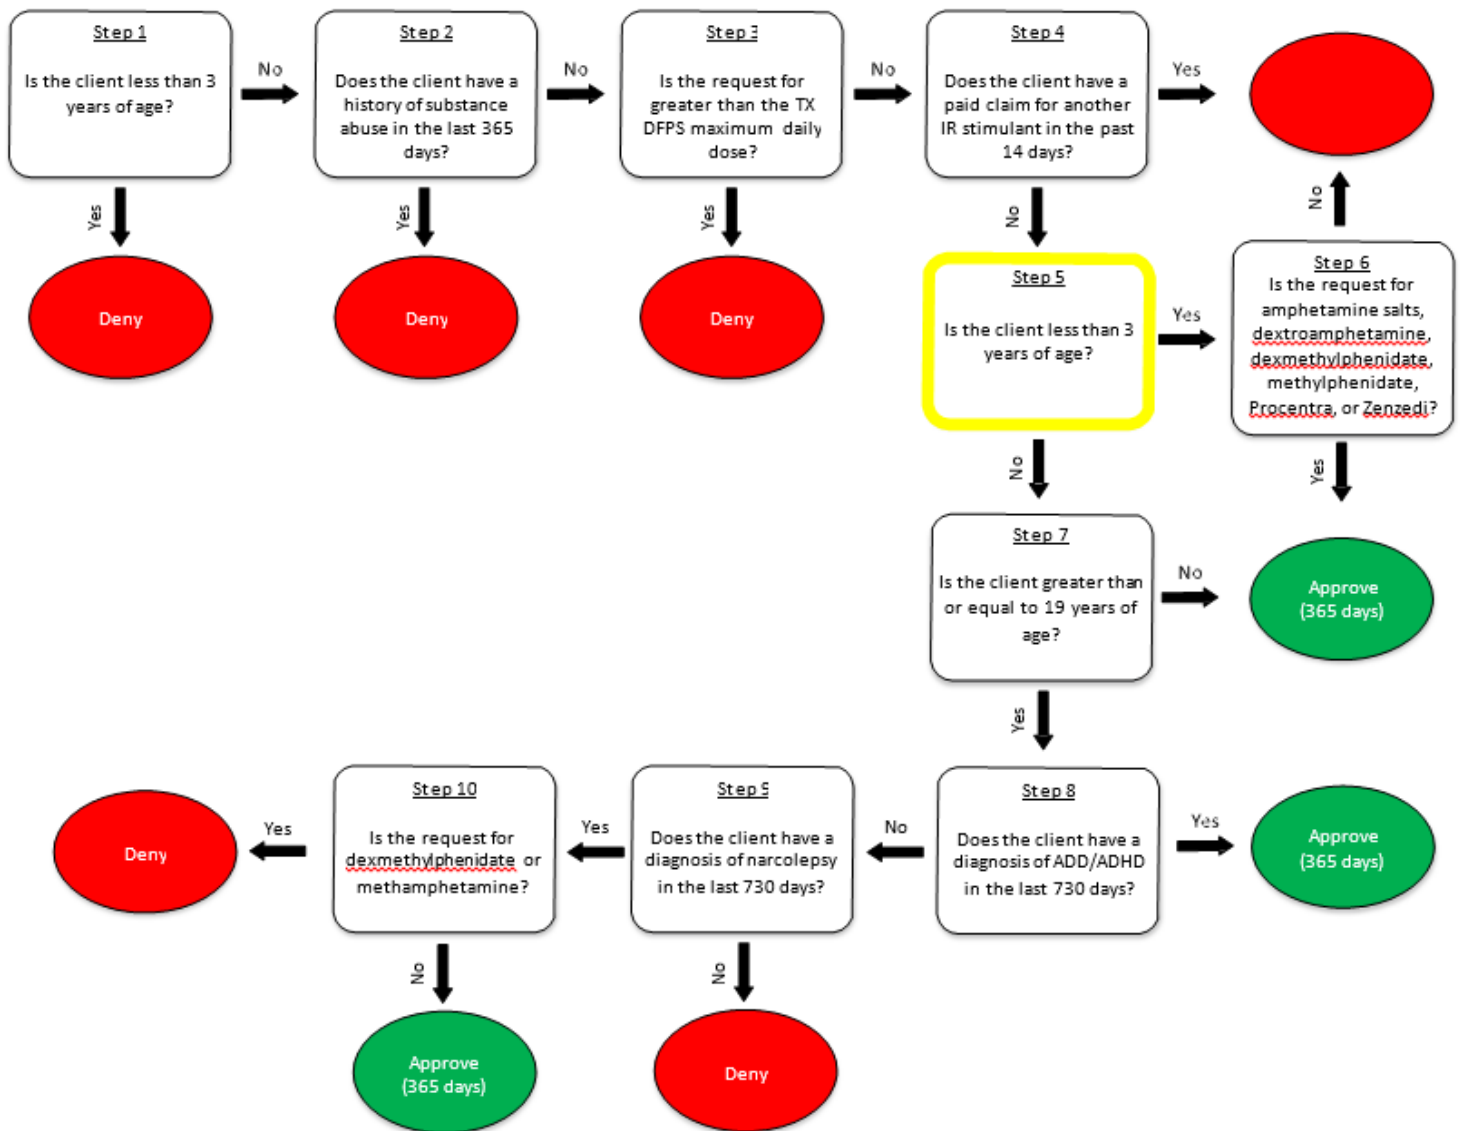 Step 1
Is the client less than 3
years of age?
No
Yes
Deny
Step 2
Does the client have a
history of substance
abuse in the last 365
days?
No
Yes
Deny
Step 3
Is the request for
greater than the TX
DFPS maximum daily
dose?
No
Yes
Deny
Step 4
Does the client have a
paid claim for another
IR stimulant in the past
14 days?
Yes
No
Step 5
Is the client less than 3
years of age?
Yes
No
Step 6
Is the request for
amphetamine salts,
dextroamphetamine,
dexmethylphenidate,
methylphenidate,
Procentra, or Zenzedi?
No
Yes
Step 7
Is the client greater than
or equal to 19 years of
age?
No
Approve
(365 days)
Yes
Step 8
Does the client have a
diagnosis of ADD/ADHD
in the last 730 days?
Yes
Approve
(365 days)
No
Step 9
Does the client have a
diagnosis of narcolepsy
in the last 730 days?
Yes
No
Deny
Step 10
Is the request for
dexmethylphenidate or
methamphetamine?
Yes
Deny
No
Approve
(365 days)